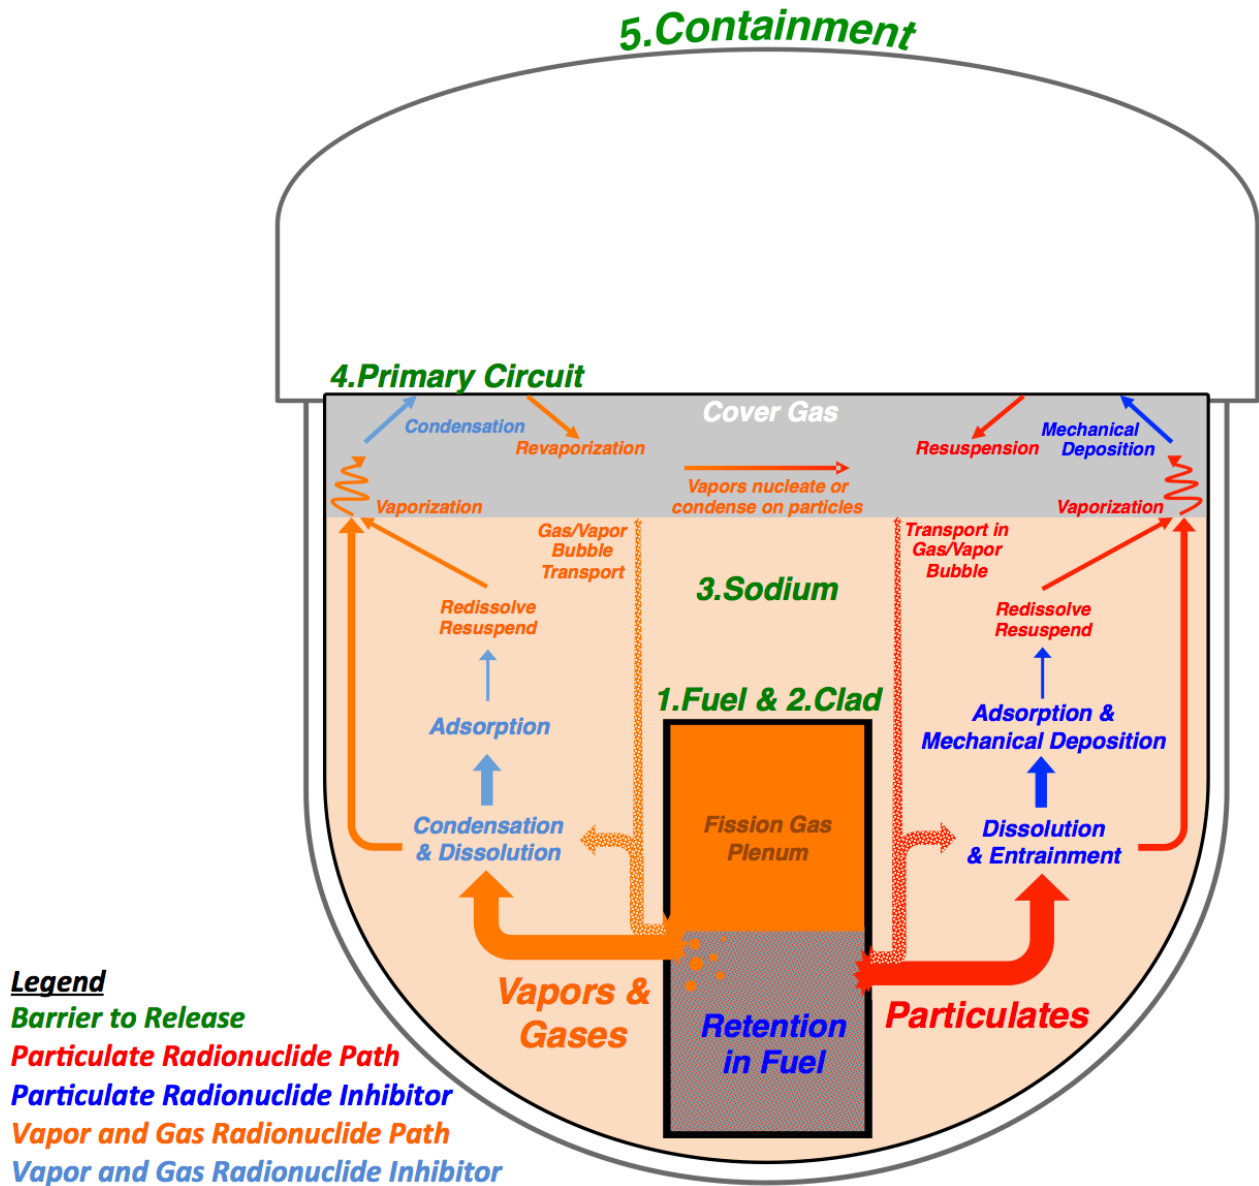 5.Containment
4.Primary Circuit
Cover Gas
Condensation
Revaporization
Resuspension
Mechanical
Deposition
Vaporization
Vapors nucleate or
condense on particles
Vaporization
Gas/Vapor
Bubble
Transport
Transport in
Gas/Vapor
Bubble
3.Sodium
Redissolve
Resuspend
Redissolve
Resuspend
1.Fuel & 2.Clad
Adsorption
Adsorption &
Mechanical Deposition
Condensation
& Dissolution
Fission Gas
Plenum
Dissolution
& Entrainment
Vapors &
Gases
Retention
in Fuel
Particulates
Legend
Barrier to Release
Particulate Radionuclide Path
Particulate Radionuclide Inhibitor
Vapor and Gas Radionuclide Path
Vapor and Gas Radionuclide Inhibitor